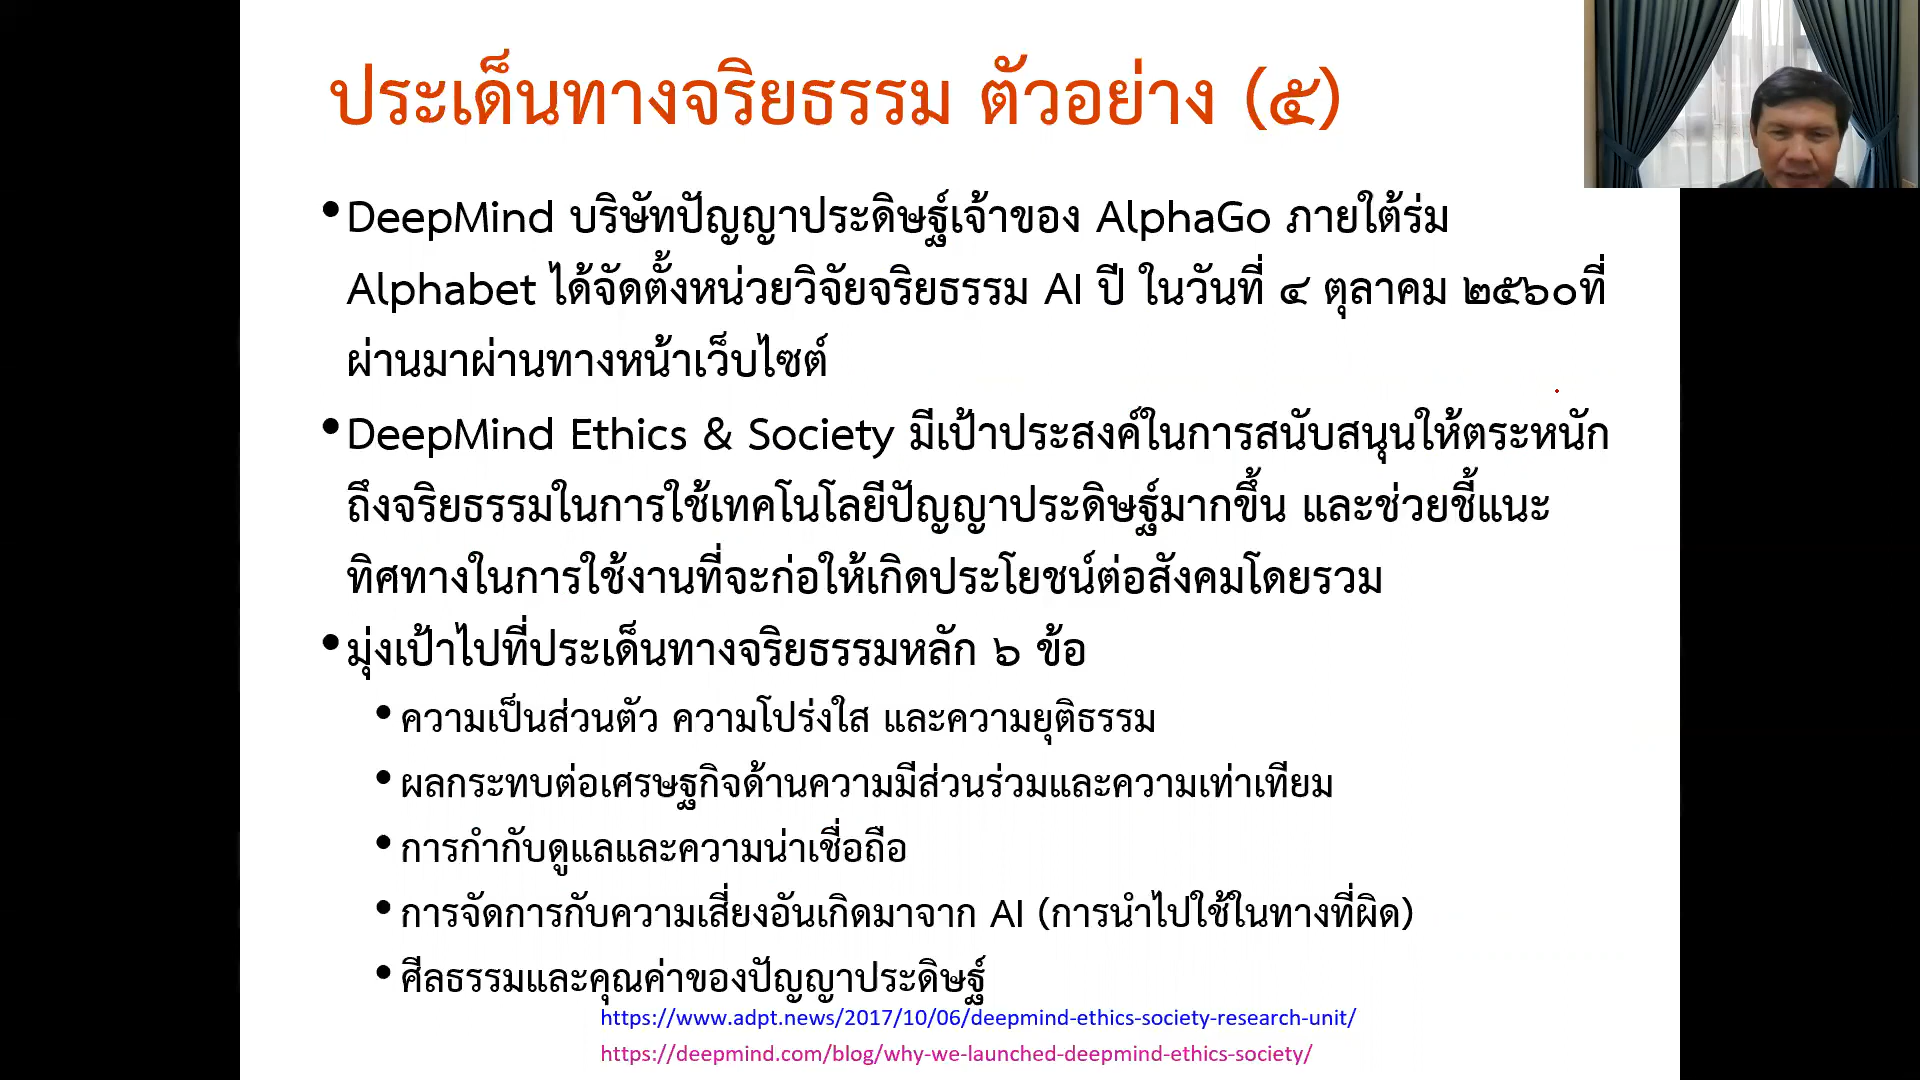 ประเด็นทางจริยธรรม ตัวอย่าง (๕)
•DeepMind บริษัทปัญญาประดิษฐ์เจ้าของ AlphaGo ภายใต้ร่ม
Alphabet ได้จัดตั้งหน่วยวิจัยจริยธรรม AI ปี ในวันที่ ๔ ตุลาคม ๒๕๖๐ที่
ผ่านมาผ่านทางหน้าเว็บไซต์
•DeepMind Ethics & Society มีเป้าประสงค์ในการสนับสนุนให้ตระหนัก
ถึงจริยธรรมในการใช้เทคโนโลยีปัญญาประดิษฐ์มากขึ้น และช่วยชี้แนะ
ทิศทางในการใช้งานที่จะก่อให้เกิดประโยชน์ต่อสังคมโดยรวม
•มุ่งเป้าไปที่ประเด็นทางจริยธรรมหลัก ๖ ข้อ
•ความเป็นส่วนตัว ความโปร่งใส และความยุติธรรม
•ผลกระทบต่อเศรษฐกิจด้านความมีส่วนร่วมและความเท่าเทียม
•การกำกับดูแลและความน่าเชื่อถือ
•การจัดการกับความเสี่ยงอันเกิดมาจาก AI (การนำไปใช้ในทางที่ผิด)
•ศีลธรรมและคุณค่าของปัญญาประดิษฐ์
https://www.adpt.news/2017/10/06/deepmind-ethics-society-research-unit/
https://deepmind.com/blog/why-we-launched-deepmind-ethics-society/